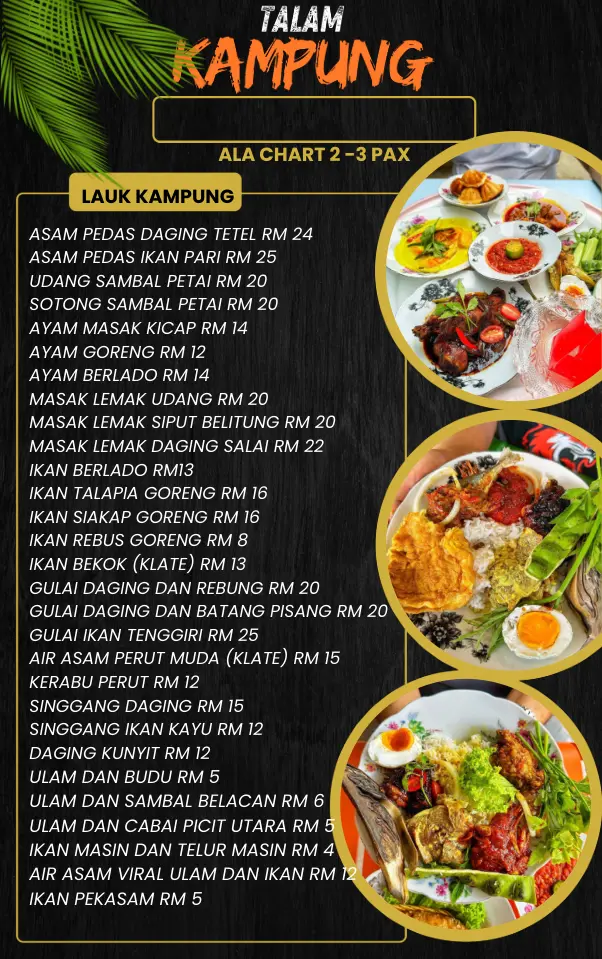 TALAM
KAMPUNG
ALA CHART 2 -3 PAX
LAUK KAMPUNG
ASAM PEDAS DAGING TETEL RM 24
ASAM PEDAS IKAN PARI RM 25
UDANG SAMBAL PETAI RM 20
SOTONG SAMBAL PETAI RM 20
AYAM MASAK KICAP RM 14
AYAM GORENG RM 12
AYAM BERLADO RM 14
MASAK LEMAK UDANG RM 20
MASAK LEMAK SIPUT BELITUNG RM 20
MASAK LEMAK DAGING SALAI RM 22
IKAN BERLADO RM13
IKAN TALAPIA GORENG RM 16
IKAN SIAKAP GORENG RM 16
IKAN REBUS GORENG RM 8
IKAN BEKOK (KLATE) RM 13
GULAI DAGING DAN REBUNG RM 20
GULAI DAGING DAN BATANG PISANG RM 20
GULAI IKAN TENGGIRI RM 25
AIR ASAM PERUT MUDA (KLATE) RM 15
KERABU PERUT RM 12
SINGGANG DAGING RM 15
SINGGANG IKAN KAYU RM 12
DAGING KUNYIT RM 12
ULAM DAN BUDU RM 5
ULAM DAN SAMBAL BELACAN RM 6
ULAM DAN CABAI PICIT UTARA RM 5
IKAN MASIN DAN TELUR MASIN RM 4
AIR ASAM VIRAL ULAM DAN IKAN RM 12
IKAN PEKASAM RM 5